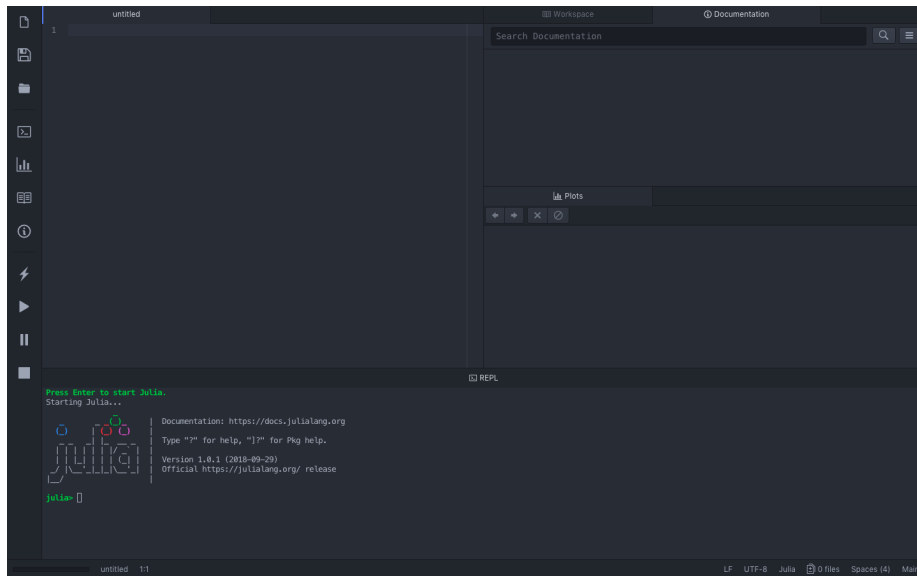 untitled
Workspace
Documentation
1
Search Documentation
Plots
REPL
Press Enter to start Julia.
Starting Julia...
Documentation: https://docs.julialang.org
Type "?" for help, "]?" for Pkg help.
Version 1.0.1 (2018-09-29)
Official https://julialang.org/ release
julia>
untitled 1:1
LF UTF-8 Julia 0 files Spaces (4) Main